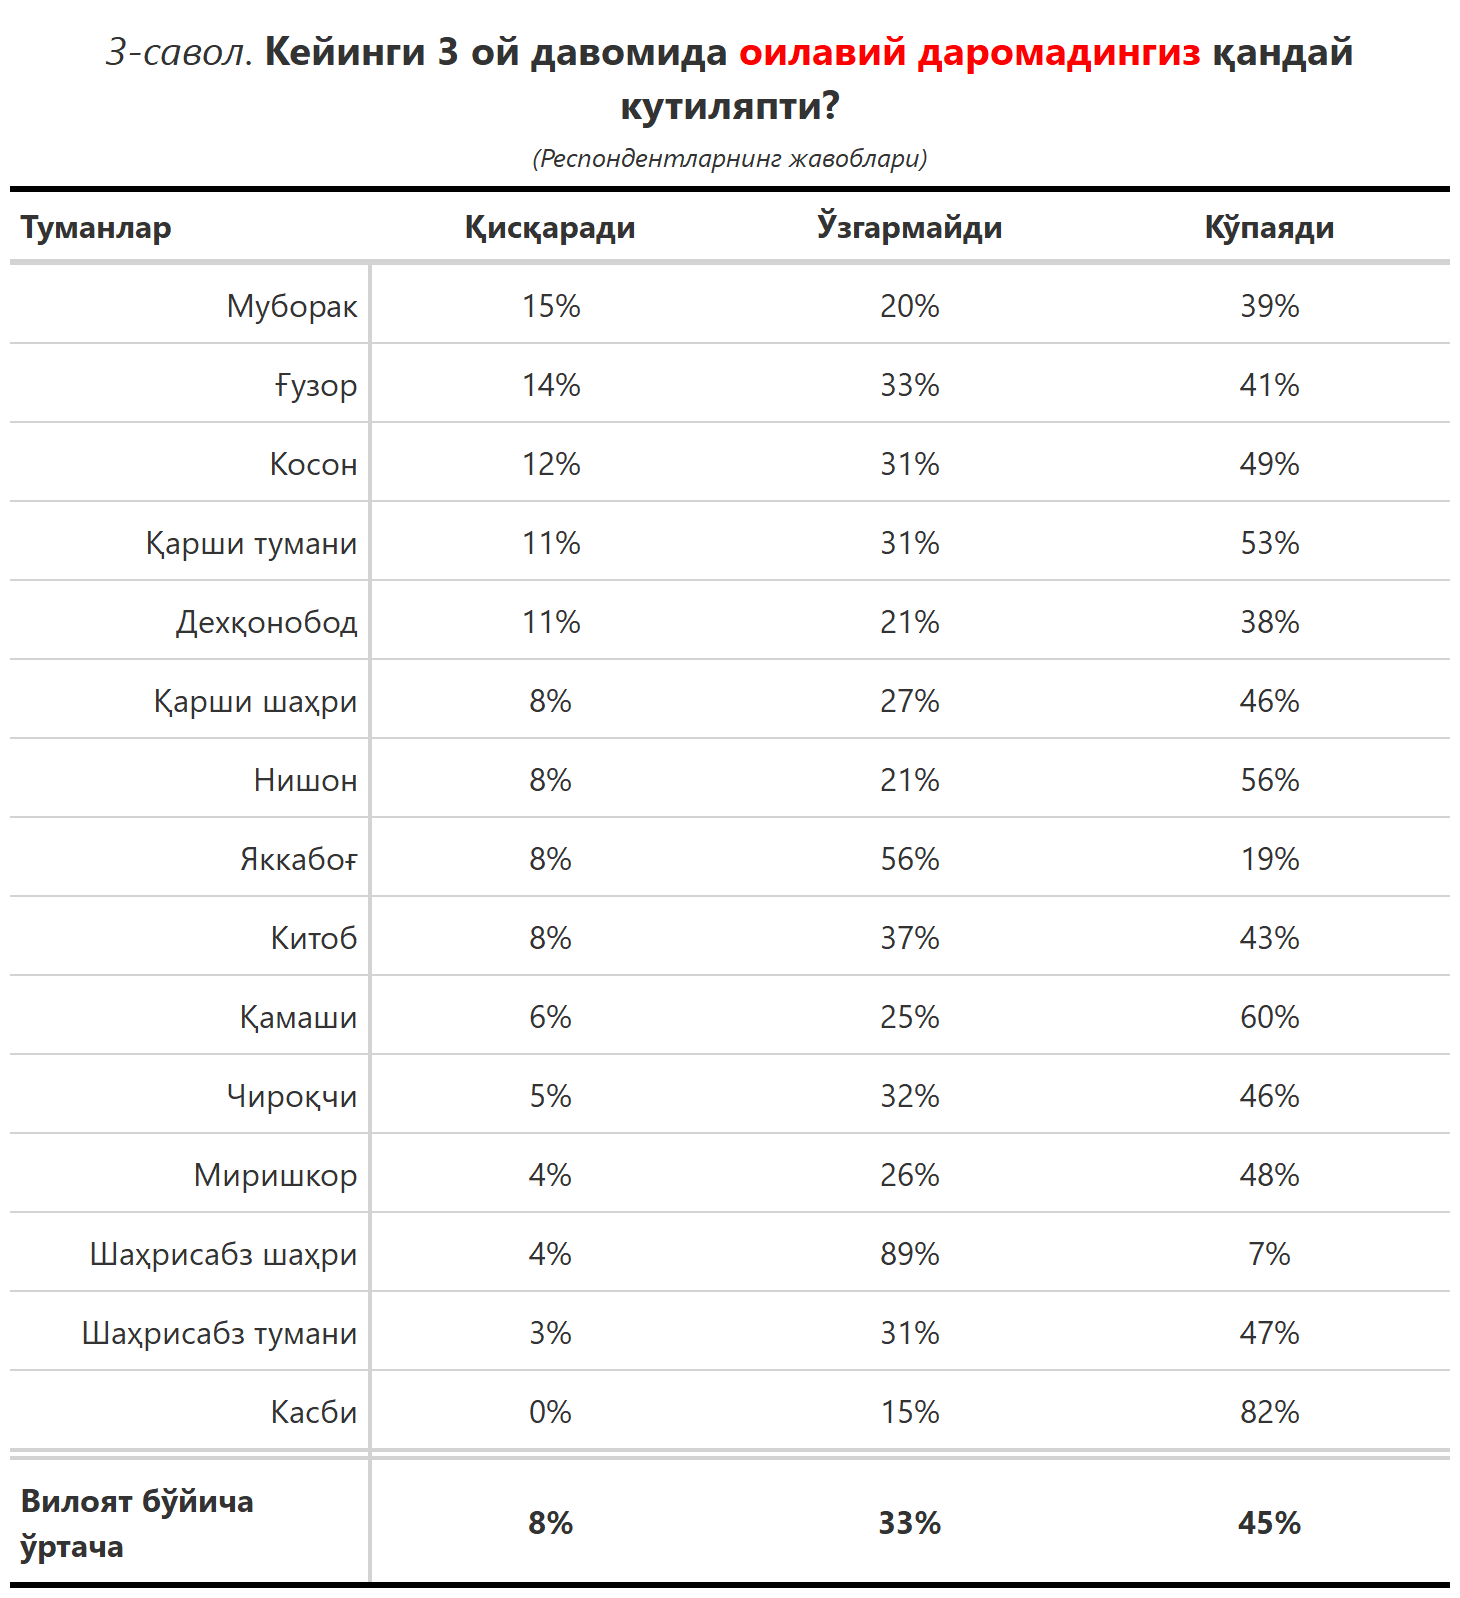 3-савол. Кейинги 3 ой давомида оилавий даромадингиз қандай
кутиляпти?
(Респондентларнинг жавоблари)
Туманлар Қисқаради Ўзгармайди Кўпаяди
Муборак 15% 20% 39%
Ғузор 14% 33% 41%
Косон 12% 31% 49%
Қарши тумани 11% 31% 53%
Дехқонобод 11% 21% 38%
Қарши шаҳри 8% 27% 46%
Нишон 8% 21% 56%
Яккабоғ 8% 56% 19%
Китоб 8% 37% 43%
Қамаши 6% 25% 60%
Чироқчи 5% 32% 46%
Миришкор 4% 26% 48%
Шаҳрисабз шаҳри 4% 89% 7%
Шаҳрисабз тумани 3% 31% 47%
Касби 0% 15% 82%
Вилоят бўйича
ўртача 8% 33% 45%